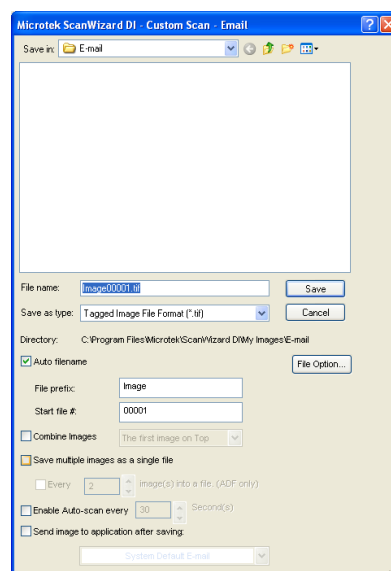 Microtek ScanWizard DI - Custom Scan - Email
Save in: E-mail
File name: Image00001.tif Save
Save as type: Tagged Image File Format (*.tif) Cancel
Directory: C:\Program Files\Microtek\ScanWizard DI\My Images\E-mail
Auto filename File Option...
File prefix: Image
Start file #: 00001
Combine Images The first image on Top
Save multiple images as a single file
Every 2 image(s) into a file. (ADF only)
Enable Auto-scan every 30 Second(s)
Send image to application after saving:
System Default E-mail